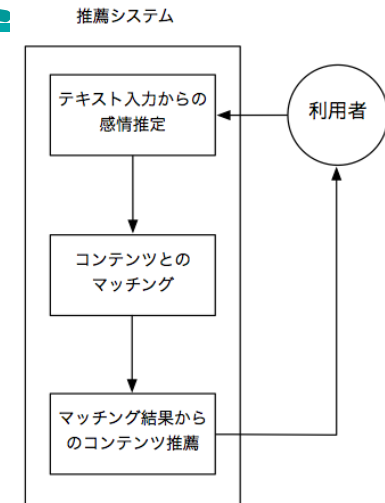 推薦システム
テキスト入力からの
感情推定
利用者
コンテンツとの
マッチング
マッチング結果から
のコンテンツ推薦